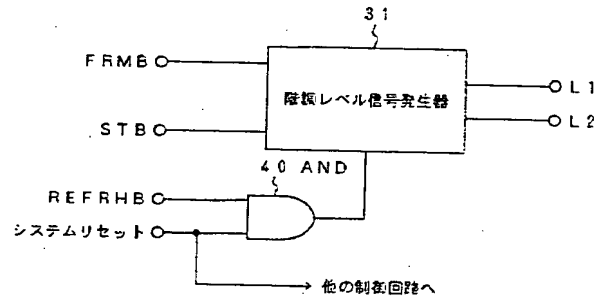 31
FRMB
階調レベル信号発生器
L1
L2
STB
40 AND
REFRHB
システムリセット
他の制御回路へ